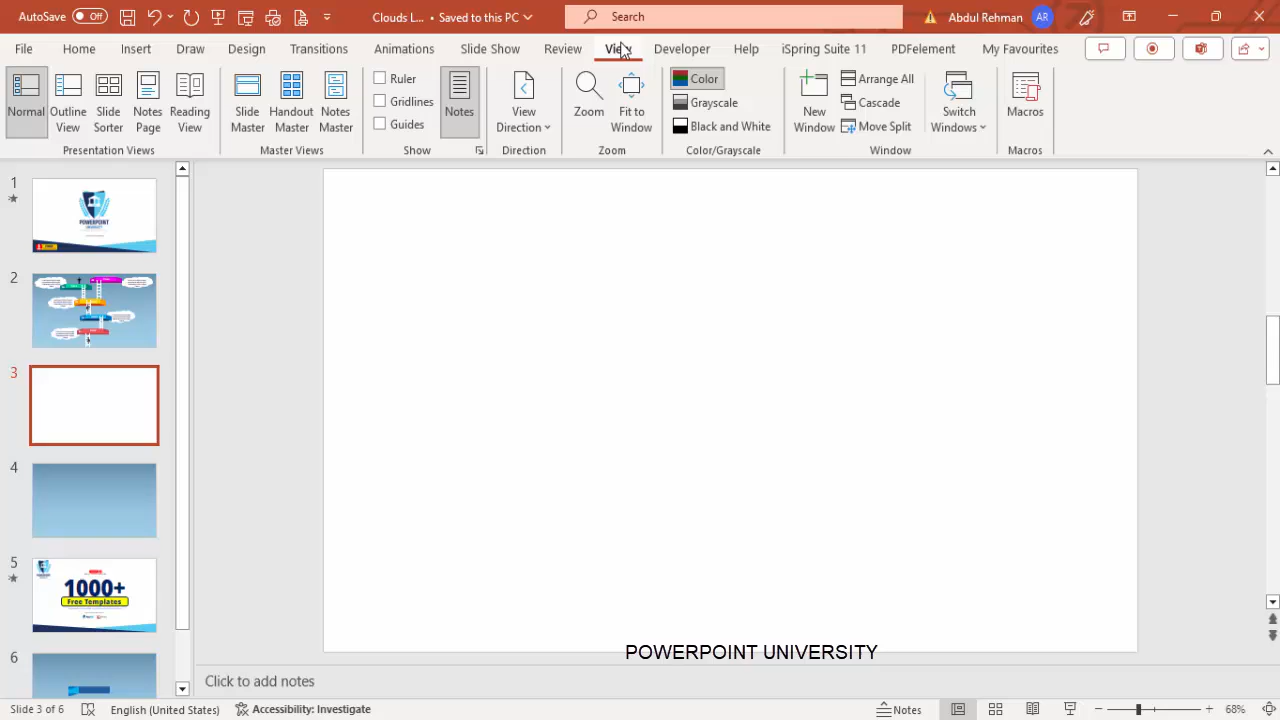 AutoSave Off Clouds L... • Saved to this PC Search Abdul Rehman AR
File Home Insert Draw Design Transitions Animations Slide Show Review View Developer Help iSpring Suite 11 PDFelement My Favourites
Normal Outline View Slide Sorter Notes Page Reading View
Presentation Views
Slide Master Handout Master Notes Master
Master Views
Ruler
Gridlines
Guides
Notes
Show
View Direction
Direction
Zoom Fit to Window
Zoom
Color
Grayscale
Black and White
Color/Grayscale
New Window
Arrange All
Cascade
Move Split
Switch Windows
Window
Macros
Macros
1
POWERPOINT
UNIVERSITY
2
3
4
5
1000+
Free Templates
6
POWERPOINT UNIVERSITY
Click to add notes
Slide 3 of 6 English (United States) Accessibility: Investigate Notes 68%